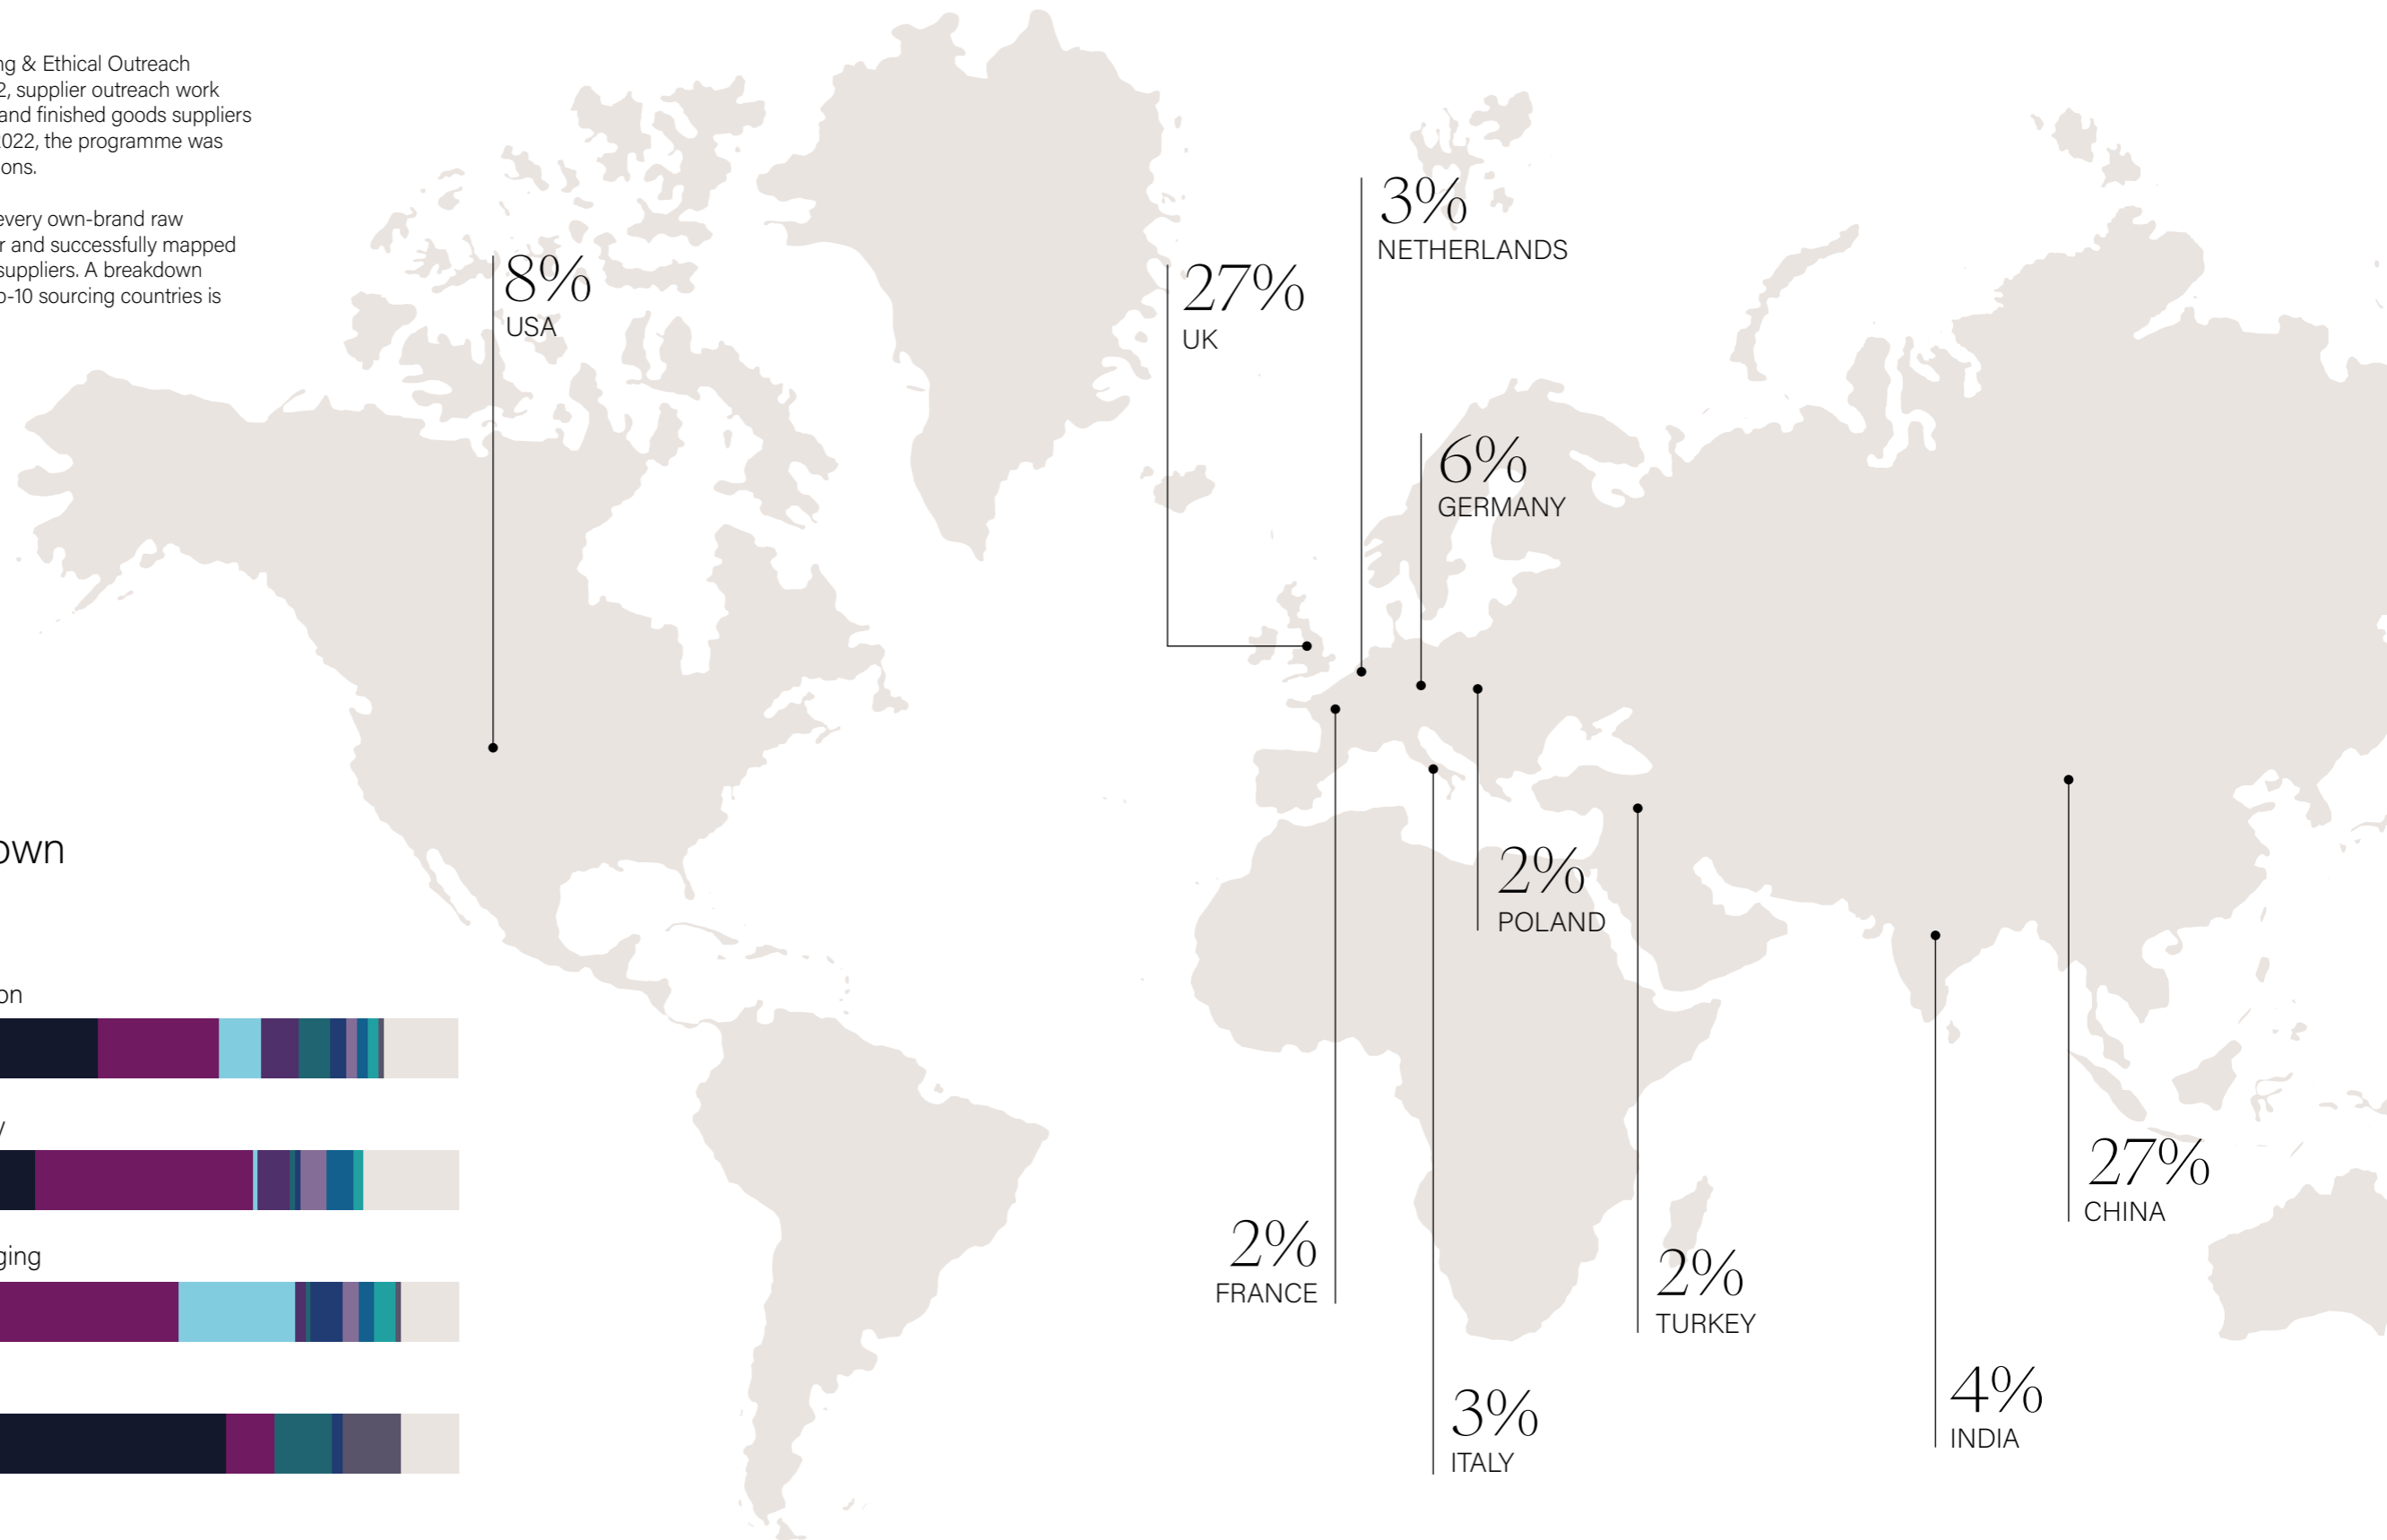 ng & Ethical Outreach
2, supplier outreach work
and finished goods suppliers
2022, the programme was
ons.
every own-brand raw
r and successfully mapped
suppliers. A breakdown
p-10 sourcing countries is
8%
USA
27%
UK
3%
NETHERLANDS
6%
GERMANY
2%
POLAND
2%
FRANCE
3%
ITALY
2%
TURKEY
4%
INDIA
27%
CHINA
own
on
y
ging